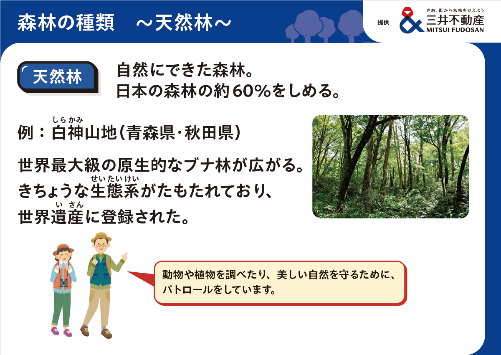 森林の種類 ～天然林～
提供
三井不動産
MITSUI FUDOSAN
天然林
自然にできた森林。
日本の森林の約60%をしめる。
しらかみ
例：白神山地(青森県・秋田県)
世界最大級の原生的なブナ林が広がる。
せいたいけい
きちょうな生態系がたもたれており、
いさん
世界遺産に登録された。
動物や植物を調べたり、美しい自然を守るために、
パトロールをしています。